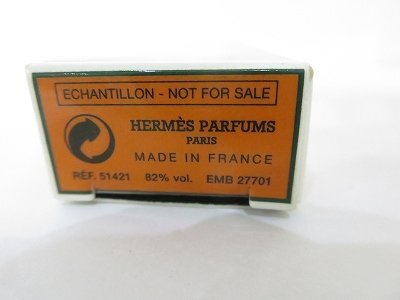 ECHANTILLON - NOT FOR SALE
HERMÈS PARFUMS
PARIS
MADE IN FRANCE
RÉF. 51421 82% vol. EMB 27701